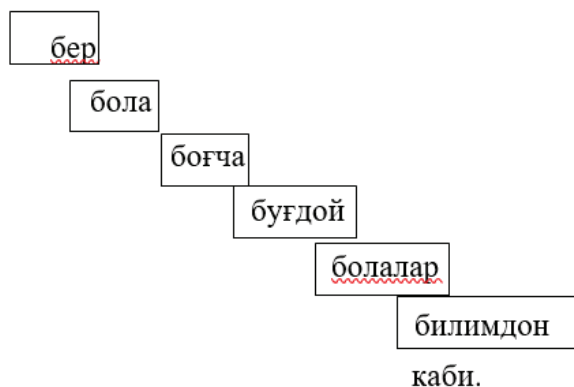 бер
бола
боғча
буғдой
болалар
билимдон
каби.